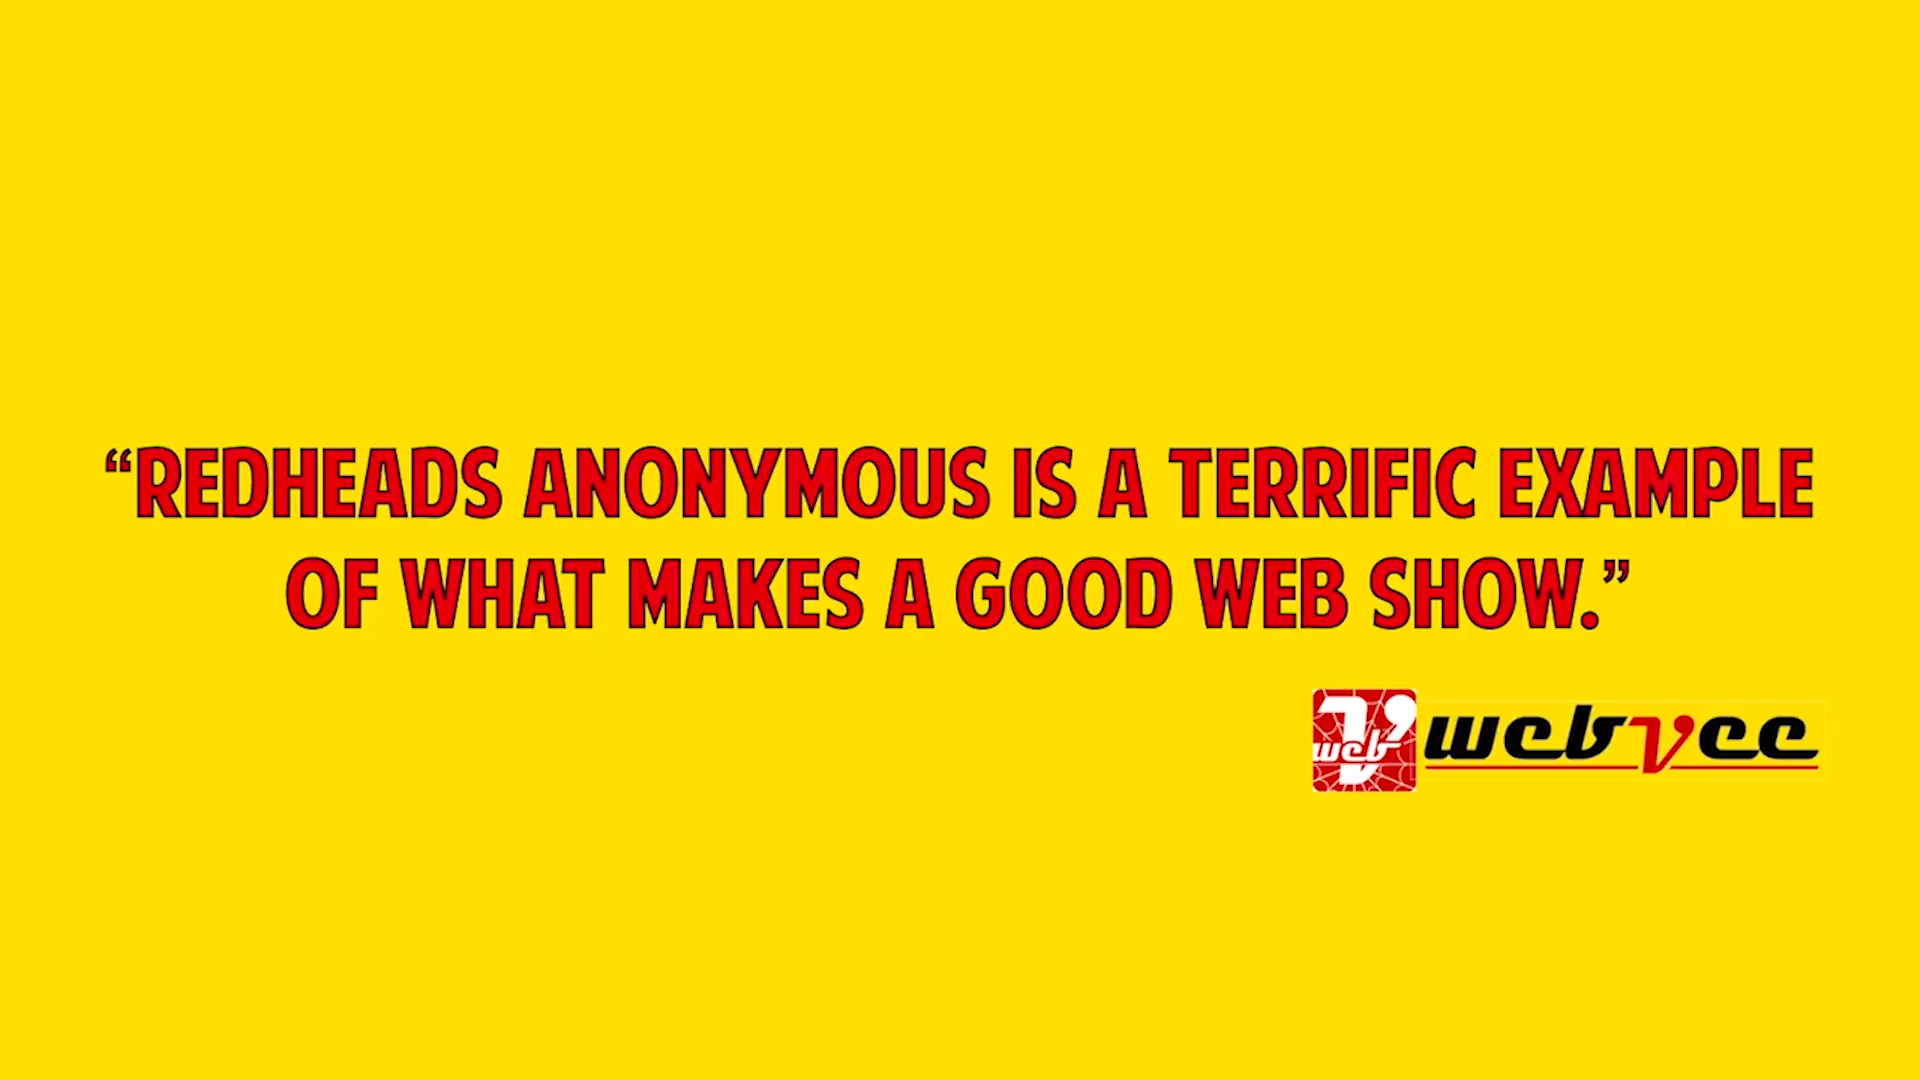 “REDHEADS ANONYMOUS IS A TERRIFIC EXAMPLE
OF WHAT MAKES A GOOD WEB SHOW.”
web V webvee